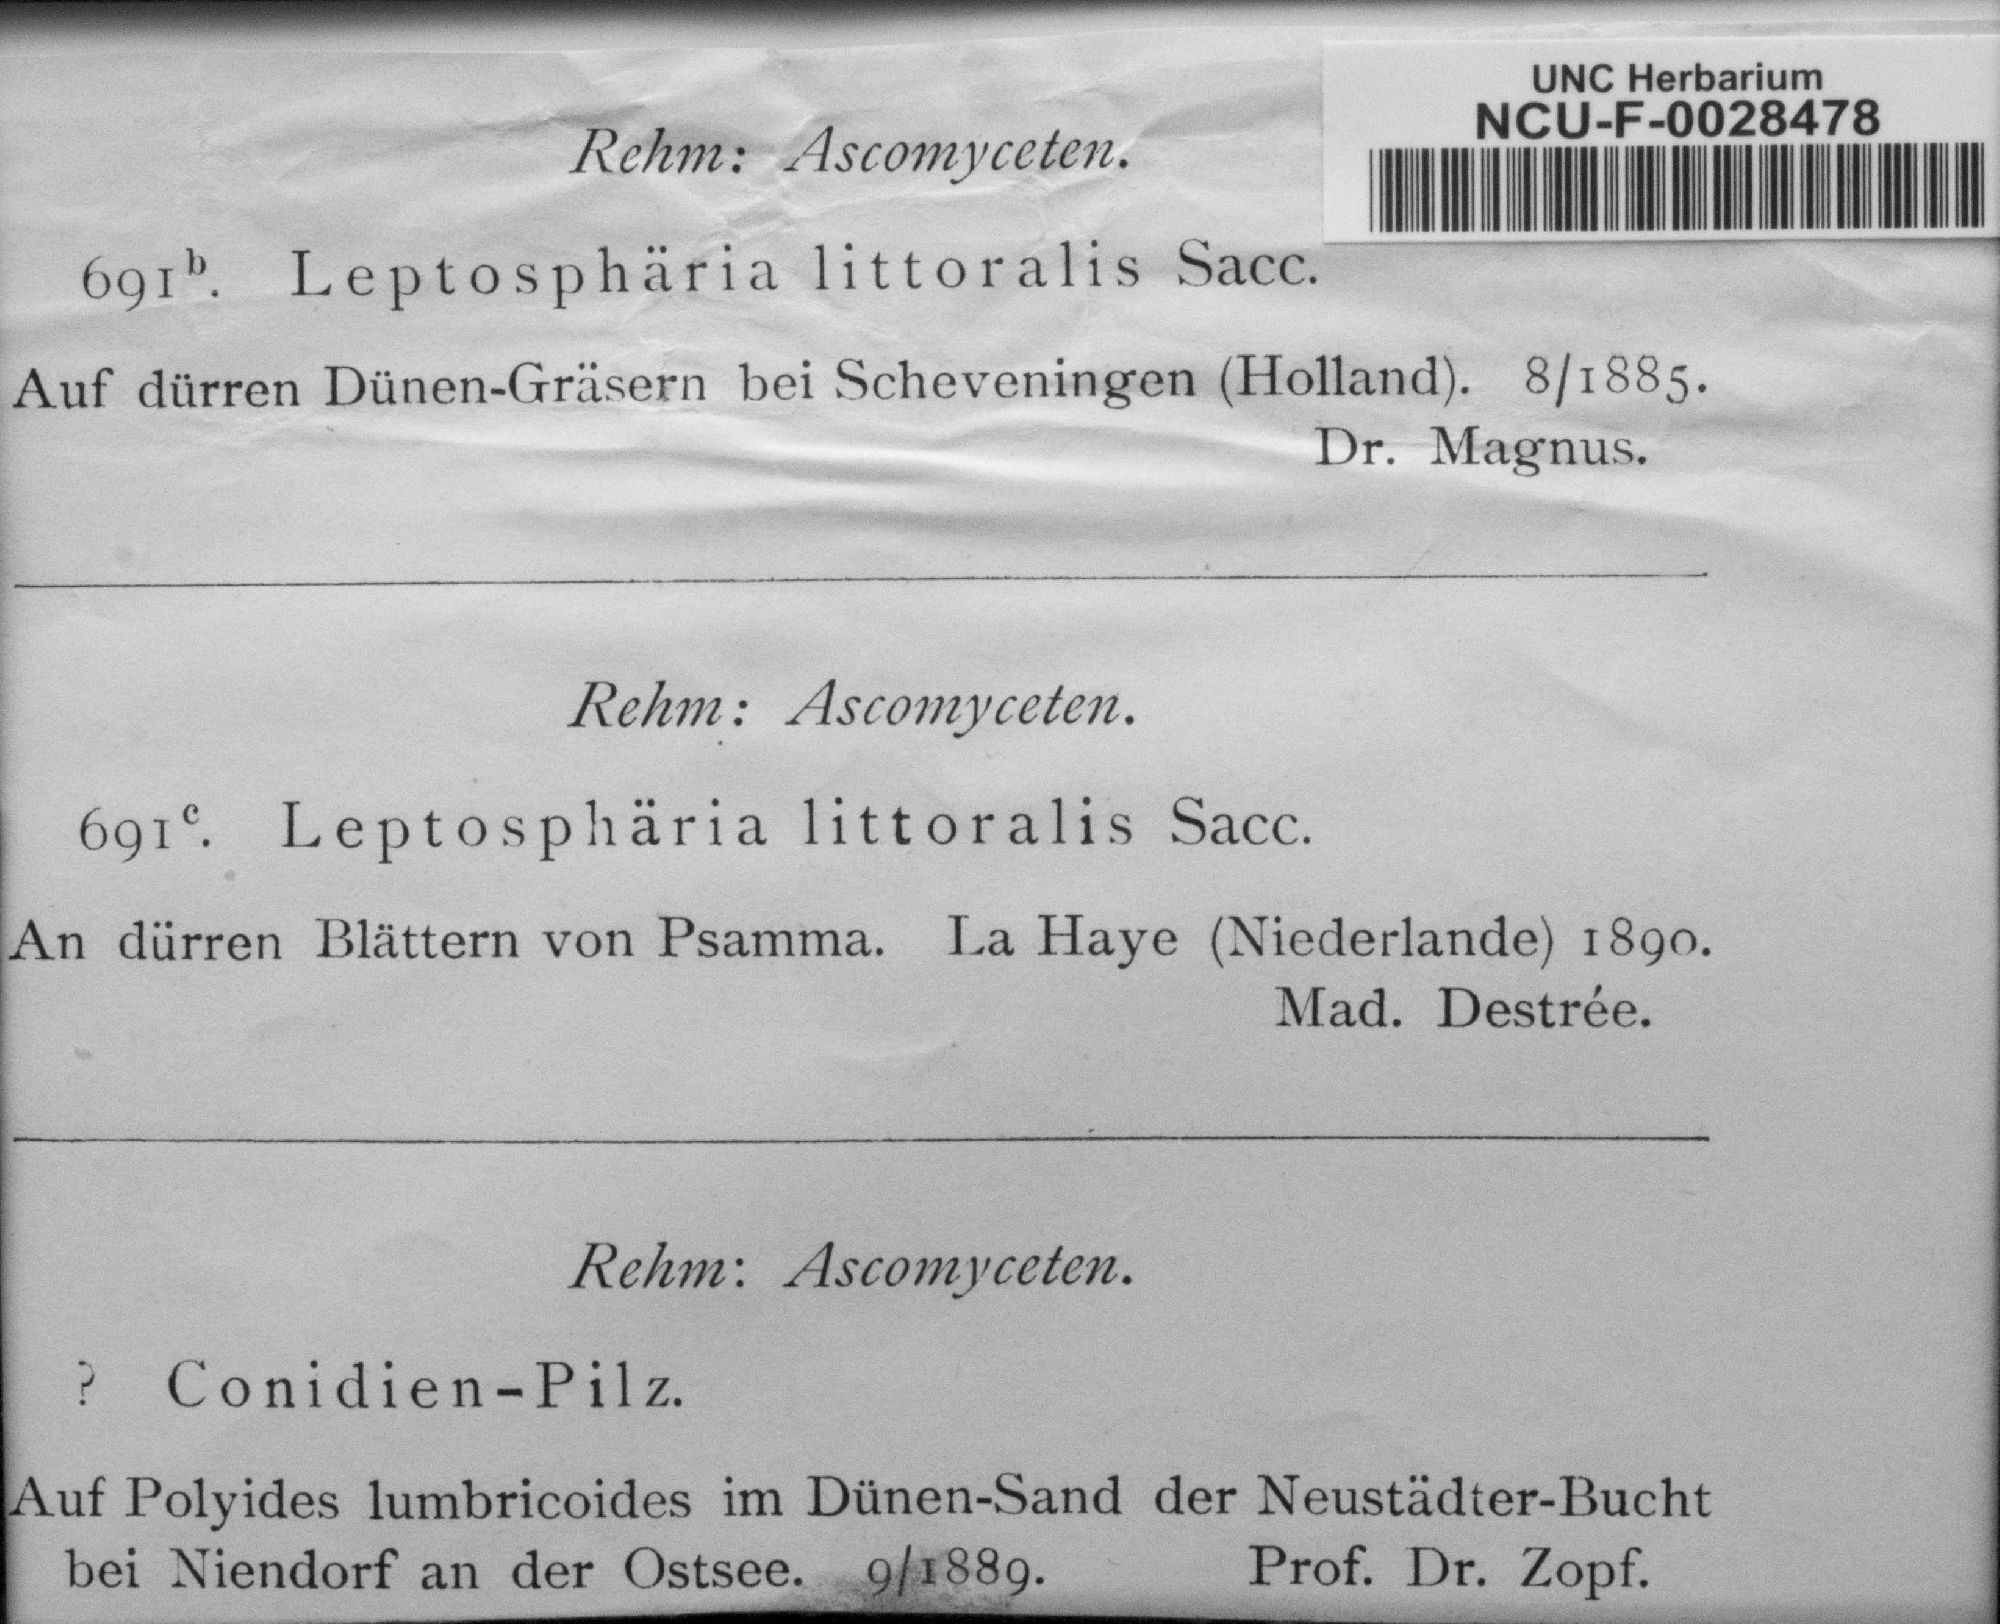 UNC Herbarium
NCU-F-0028478
Rehm: Ascomyceten.
691b. Leptosphäria littoralis Sacc.
Auf dürren Dünen-Gräsern bei Scheveningen (Holland). 8/1885.
Dr. Magnus.
Rehm: Ascomyceten.
691c. Leptosphäria littoralis Sacc.
An dürren Blättern von Psamma. La Haye (Niederlande) 1890.
Mad. Destrée.
Rehm: Ascomyceten.
? Conidien-Pilz.
Auf Polyides lumbricoides im Dünen-Sand der Neustädter-Bucht
bei Niendorf an der Ostsee. 9/1889. Prof. Dr. Zopf.